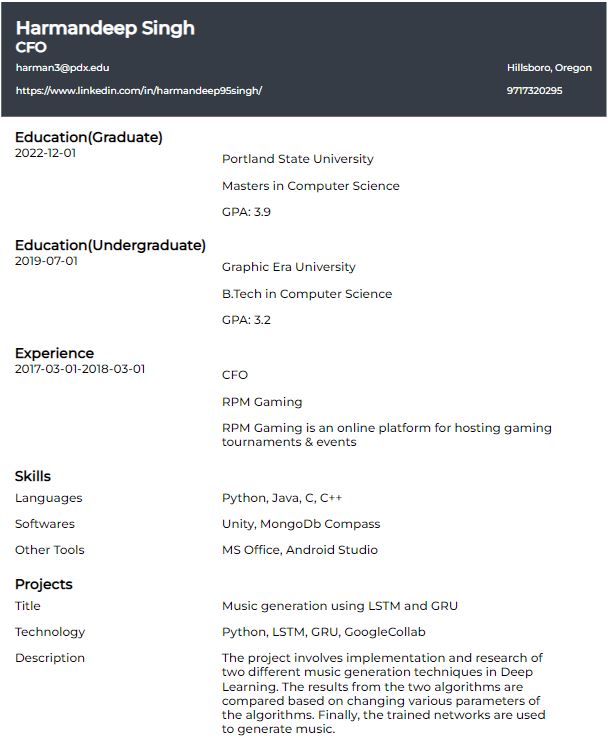 Harmandeep Singh
CFO
harman3@pdx.edu
Hillsboro, Oregon
https://www.linkedin.com/in/harmandeep95singh/
9717320295
Education(Graduate)
2022-12-01
Portland State University
Masters in Computer Science
GPA: 3.9
Education(Undergraduate)
2019-07-01
Graphic Era University
B.Tech in Computer Science
GPA: 3.2
Experience
2017-03-01-2018-03-01
CFO
RPM Gaming
RPM Gaming is an online platform for hosting gaming
tournaments & events
Skills
Languages
Python, Java, C, C++
Softwares
Unity, MongoDb Compass
Other Tools
MS Office, Android Studio
Projects
Title
Music generation using LSTM and GRU
Technology
Python, LSTM, GRU, GoogleCollab
Description
The project involves implementation and research of
two different music generation techniques in Deep
Learning. The results from the two algorithms are
compared based on changing various parameters of
the algorithms. Finally, the trained networks are used
to generate music.